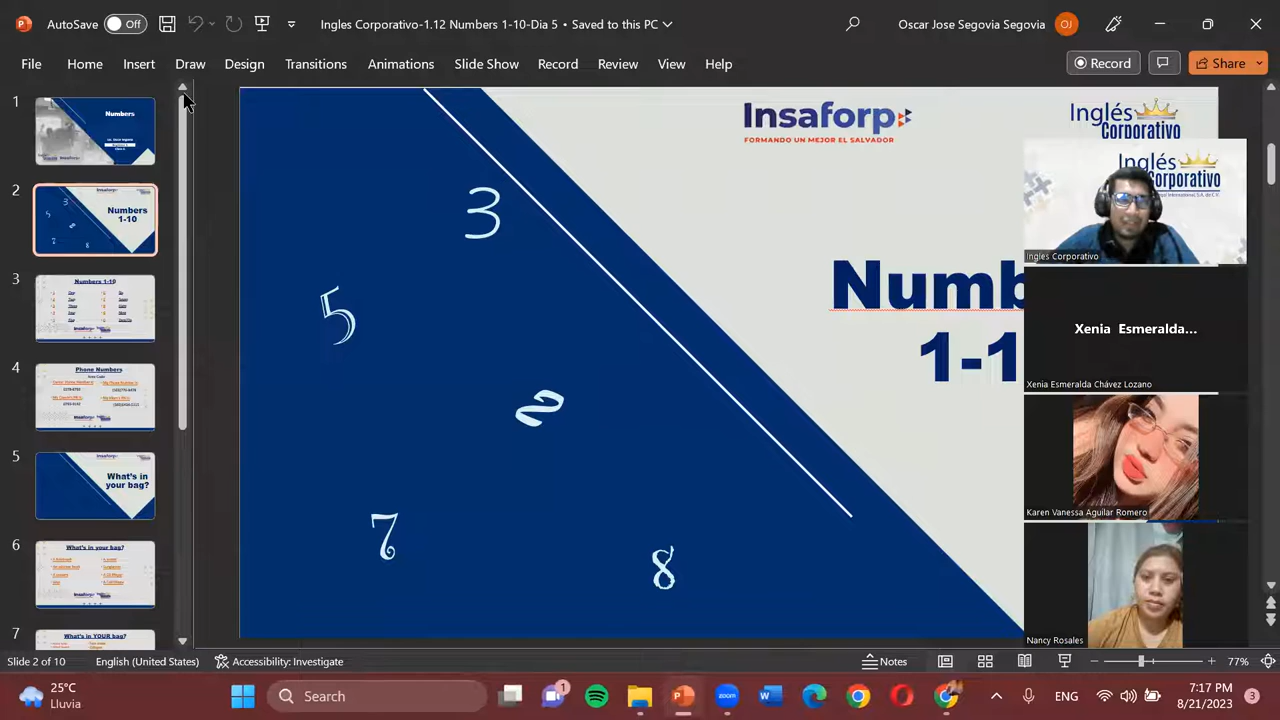 AutoSave Off
Ingles Corporativo-1.12 Numbers 1-10-Dia 5 • Saved to this PC
Oscar Jose Segovia Segovia OJ
File Home Insert Draw Design Transitions Animations Slide Show Record Review View Help
Record Share
1
Numbers
2
Numbers
1-10
3
Numbers 1-10
4
Phone Numbers
5
What's in
your bag?
6
What's in your bag?
7
What's in YOUR bag?
Insaforp
FORMANDO UN MEJOR EL SALVADOR
Inglés
Corporativo
3
5
2
7
8
Numb
1-1
Inglés
Corporativo
Ingles Corporativo
Xenia Esmeralda...
Xenia Esmeralda Chávez Lozano
Karen Vanessa Aguilar Romero
Nancy Rosales
Slide 2 of 10 English (United States) Accessibility: Investigate Notes 77%
25°C
Lluvia
Search
1
ENG
7:17 PM
8/21/2023
3